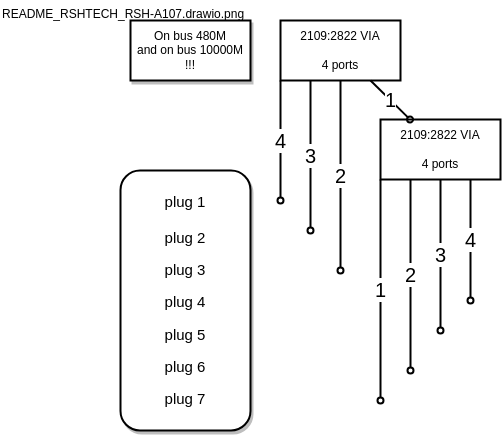 README_RSHTECH_RSH-A107.drawio.png
On bus 480M
and on bus 10000M
!!!
2109:2822 VIA
4 ports
1
2109:2822 VIA
4 ports
4
3
2
1
2
3
4
plug 1
plug 2
plug 3
plug 4
plug 5
plug 6
plug 7